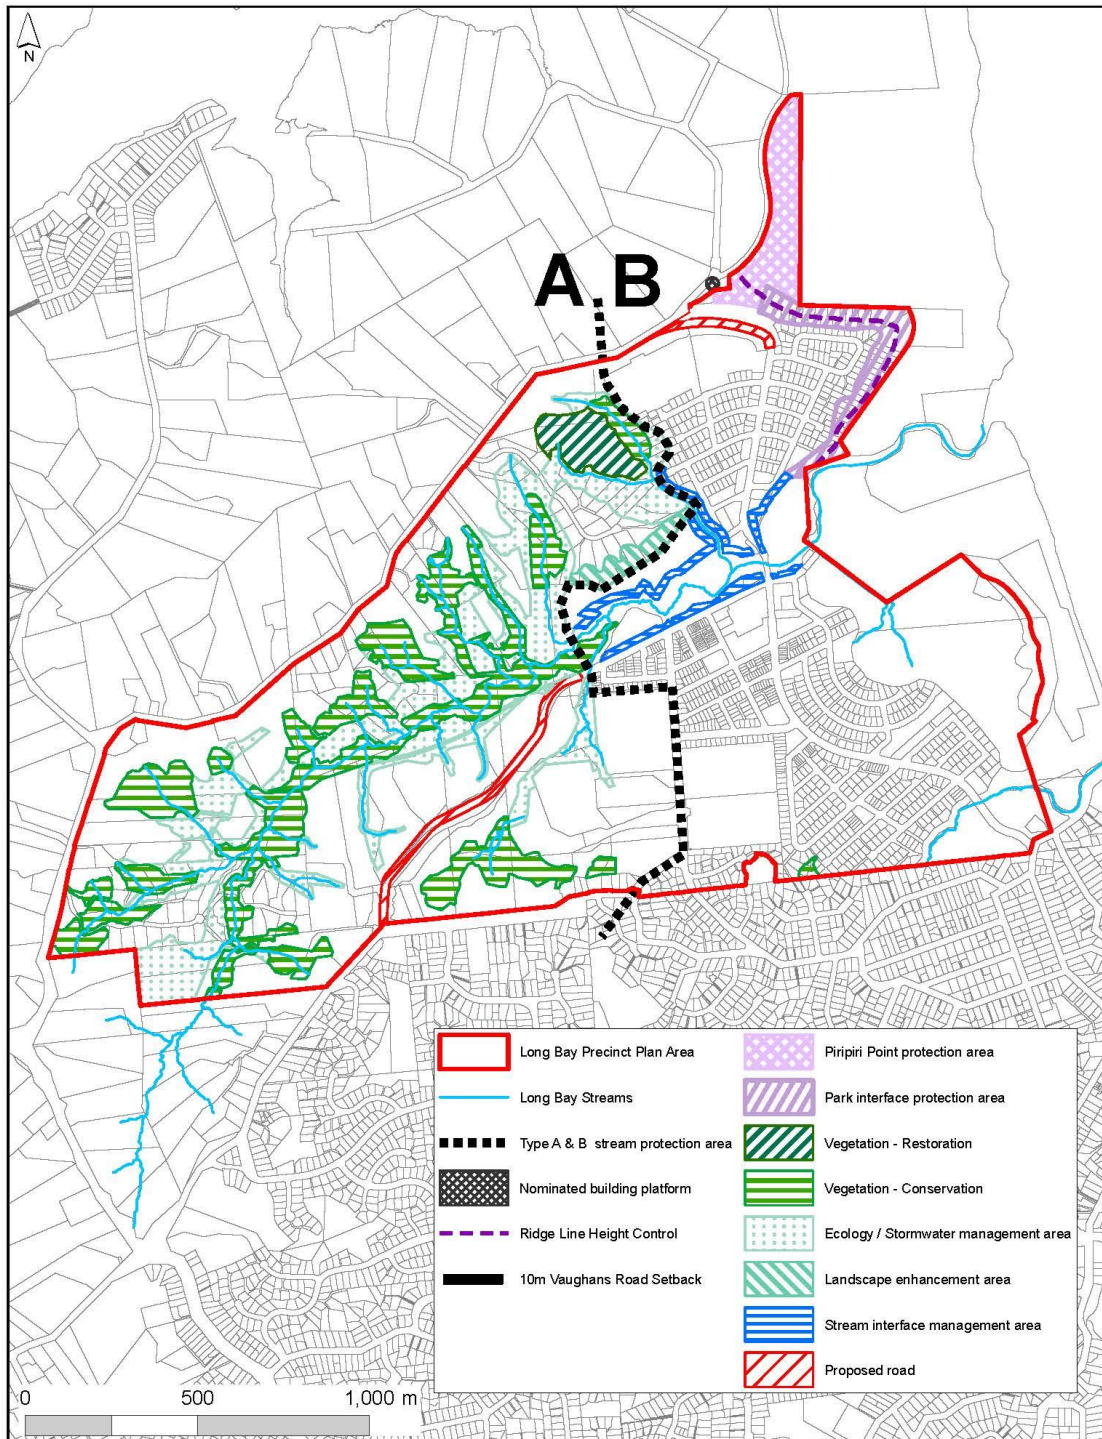 N
A B
Long Bay Precinct Plan Area
Long Bay Streams
Type A & B stream protection area
Nominated building platform
Ridge Line Height Control
10m Vaughans Road Setback
Piripiri Point protection area
Park interface protection area
Vegetation - Restoration
Vegetation - Conservation
Ecology / Stormwater management area
Landscape enhancement area
Stream interface management area
Proposed road
0 500 1,000 m